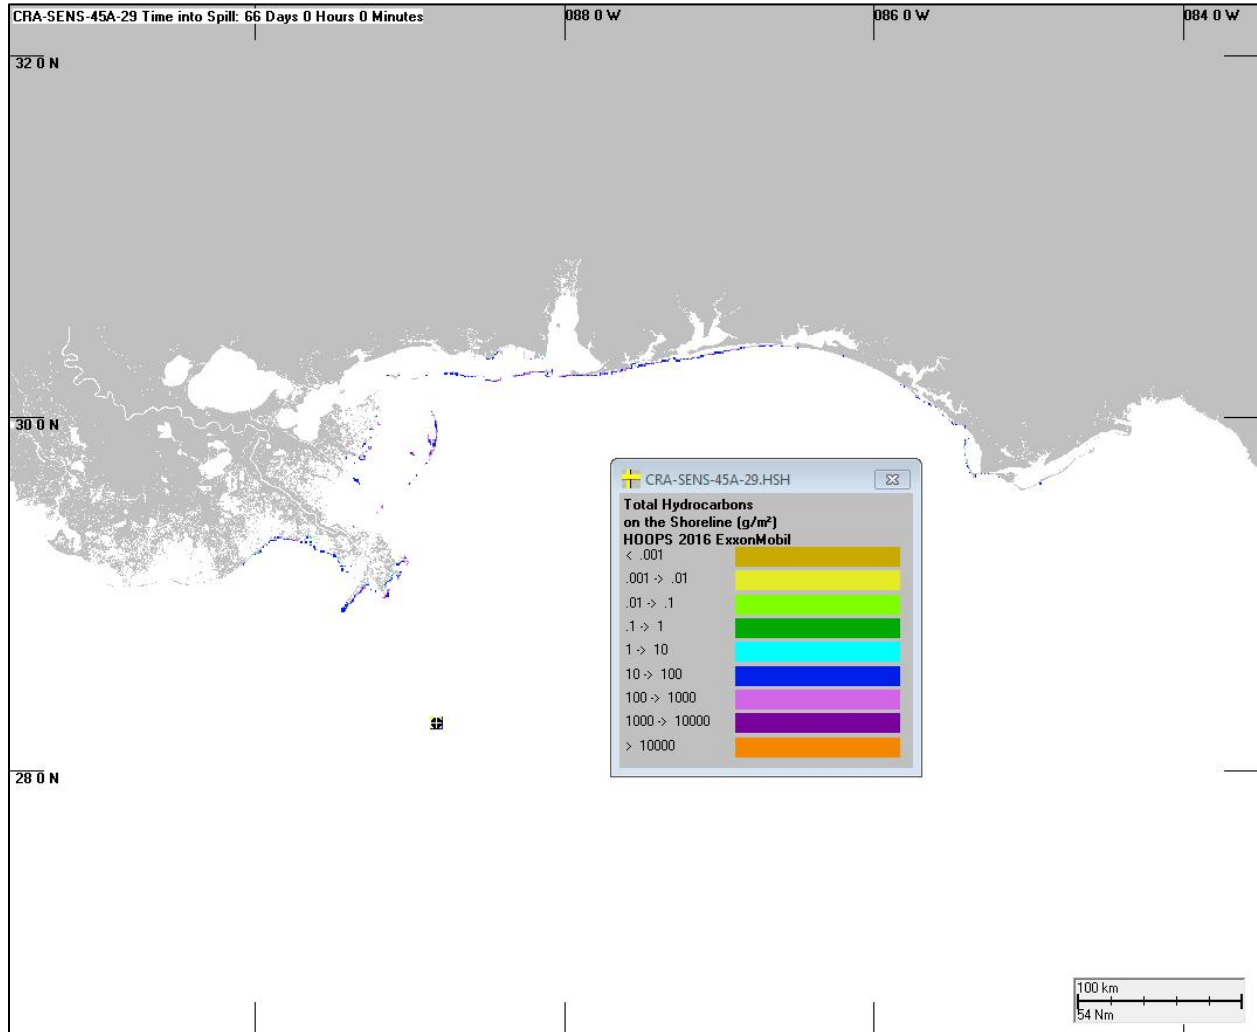 CRA-SENS-45A-29 Time into Spill: 66 Days 0 Hours 0 Minutes
088 0 W
086 0 W
084 0 W
32 0 N
30 0 N
CRA-SENS-45A-29.HSH
Total Hydrocarbons
on the Shoreline (g/m²)
HOOPS 2016 ExxonMobil
< .001
.001 -> .01
.01 -> .1
.1 -> 1
1 -> 10
10 -> 100
100 -> 1000
1000 -> 10000
> 10000
28 0 N
100 km
54 Nm